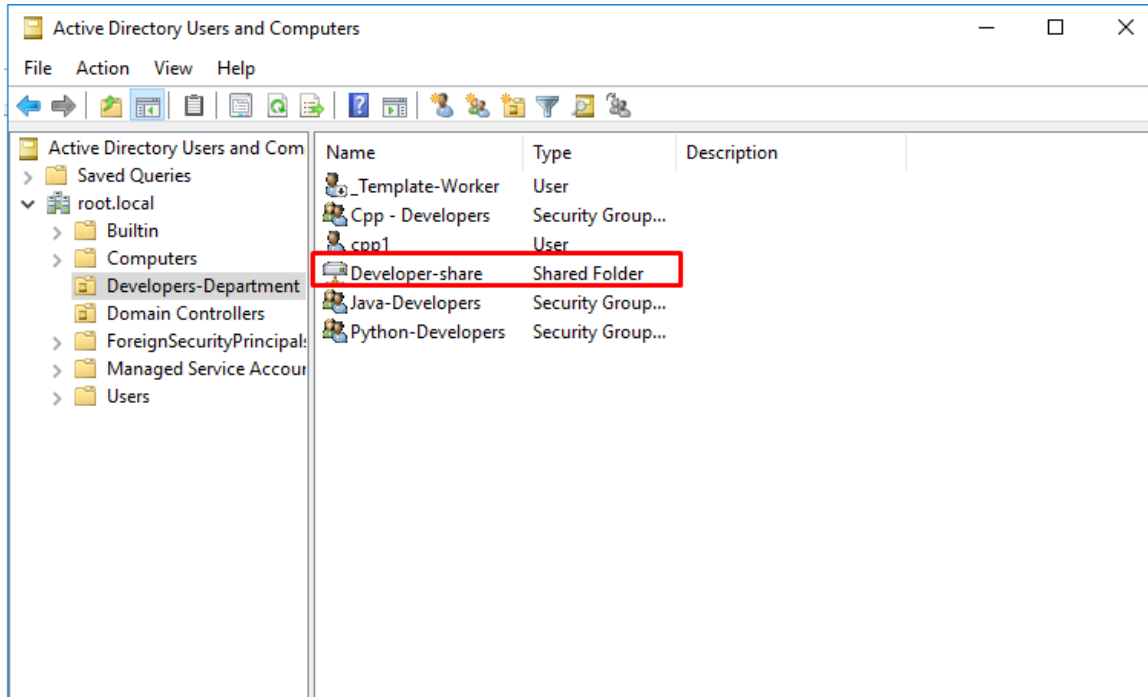 Active Directory Users and Computers
File Action View Help
Active Directory Users and Com
Saved Queries
root.local
Builtin
Computers
Developers-Department
Domain Controllers
ForeignSecurityPrincipals
Managed Service Accour
Users
Name Type Description
_Template-Worker User
Cpp - Developers Security Group...
cpp1 User
Developer-share Shared Folder
Java-Developers Security Group...
Python-Developers Security Group...